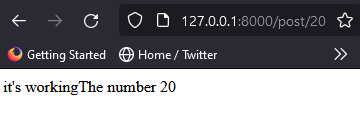 127.0.0.1:8000/post/20
Getting Started Home / Twitter
it's workingThe number 20